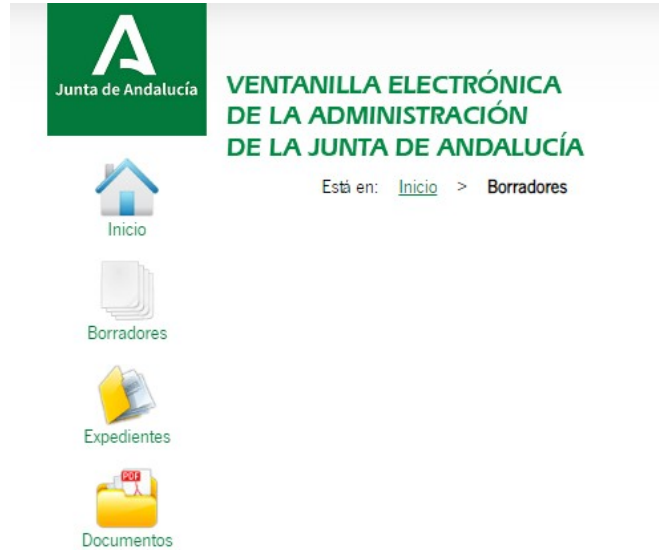 Junta de Andalucía
VENTANILLA ELECTRÓNICA
DE LA ADMINISTRACIÓN
DE LA JUNTA DE ANDALUCÍA
Está en: Inicio > Borradores
Inicio
Borradores
Expedientes
PDF
Documentos